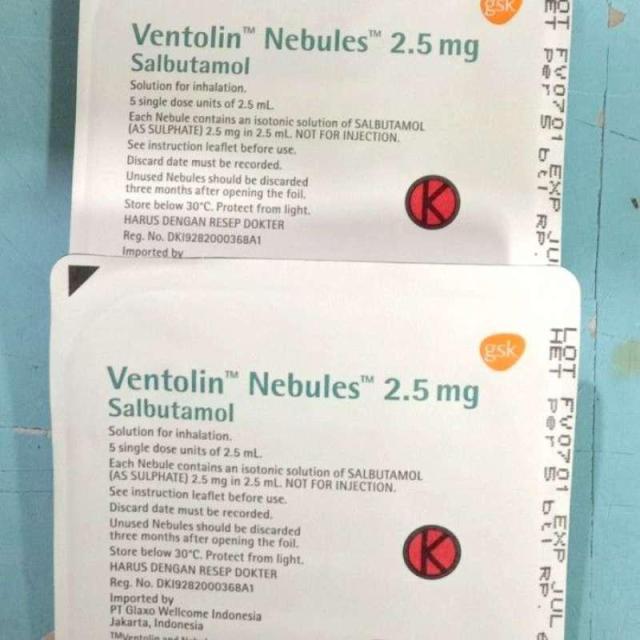 gsk
Ventolin™ Nebules™ 2.5 mg
Salbutamol
Solution for inhalation.
5 single dose units of 2.5 mL.
Each Nebule contains an isotonic solution of SALBUTAMOL
(AS SULPHATE) 2.5 mg in 2.5 mL. NOT FOR INJECTION.
See instruction leaflet before use.
Discard date must be recorded.
Unused Nebules should be discarded
three months after opening the foil.
Store below 30°C. Protect from light.
HARUS DENGAN RESEP DOKTER
Reg. No. DKI9282000368A1
Imported by
K
LOT FV0701 EXP JUL
HET Per 5 btl RP.
gsk
Ventolin™ Nebules™ 2.5 mg
Salbutamol
Solution for inhalation.
5 single dose units of 2.5 mL.
Each Nebule contains an isotonic solution of SALBUTAMOL
(AS SULPHATE) 2.5 mg in 2.5 mL. NOT FOR INJECTION.
See instruction leaflet before use.
Discard date must be recorded.
Unused Nebules should be discarded
three months after opening the foil.
Store below 30°C. Protect from light.
HARUS DENGAN RESEP DOKTER
Reg. No. DKI9282000368A1
Imported by
PT Glaxo Wellcome Indonesia
Jakarta, Indonesia
K
LOT FV0701 EXP JUL
HET Per 5 btl RP.